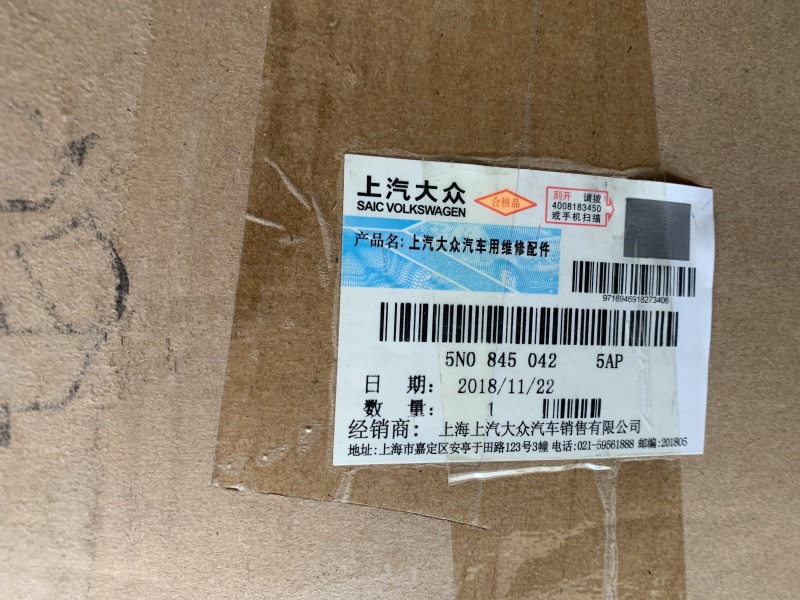 上汽大众
SAIC VOLKSWAGEN
合格品
刮开 请拨
4008183450
或手机扫描
产品名: 上汽大众汽车用维修配件
9716946918273406
5N0 845 042 5AP
日 期: 2018/11/22
数 量: 1
经销商: 上海上汽大众汽车销售有限公司
地址: 上海市嘉定区安亭于田路123号3幢 电话: 021-59561888 邮编: 201805